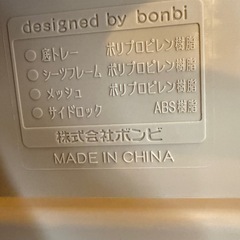 designed by bonbi
○ 底トレー ポリプロピレン樹脂
○ シーツフレーム ポリプロピレン樹脂
○ メッシュ ポリプロピレン樹脂
○ サイドロック ABS樹脂
株式会社ボンビ
MADE IN CHINA